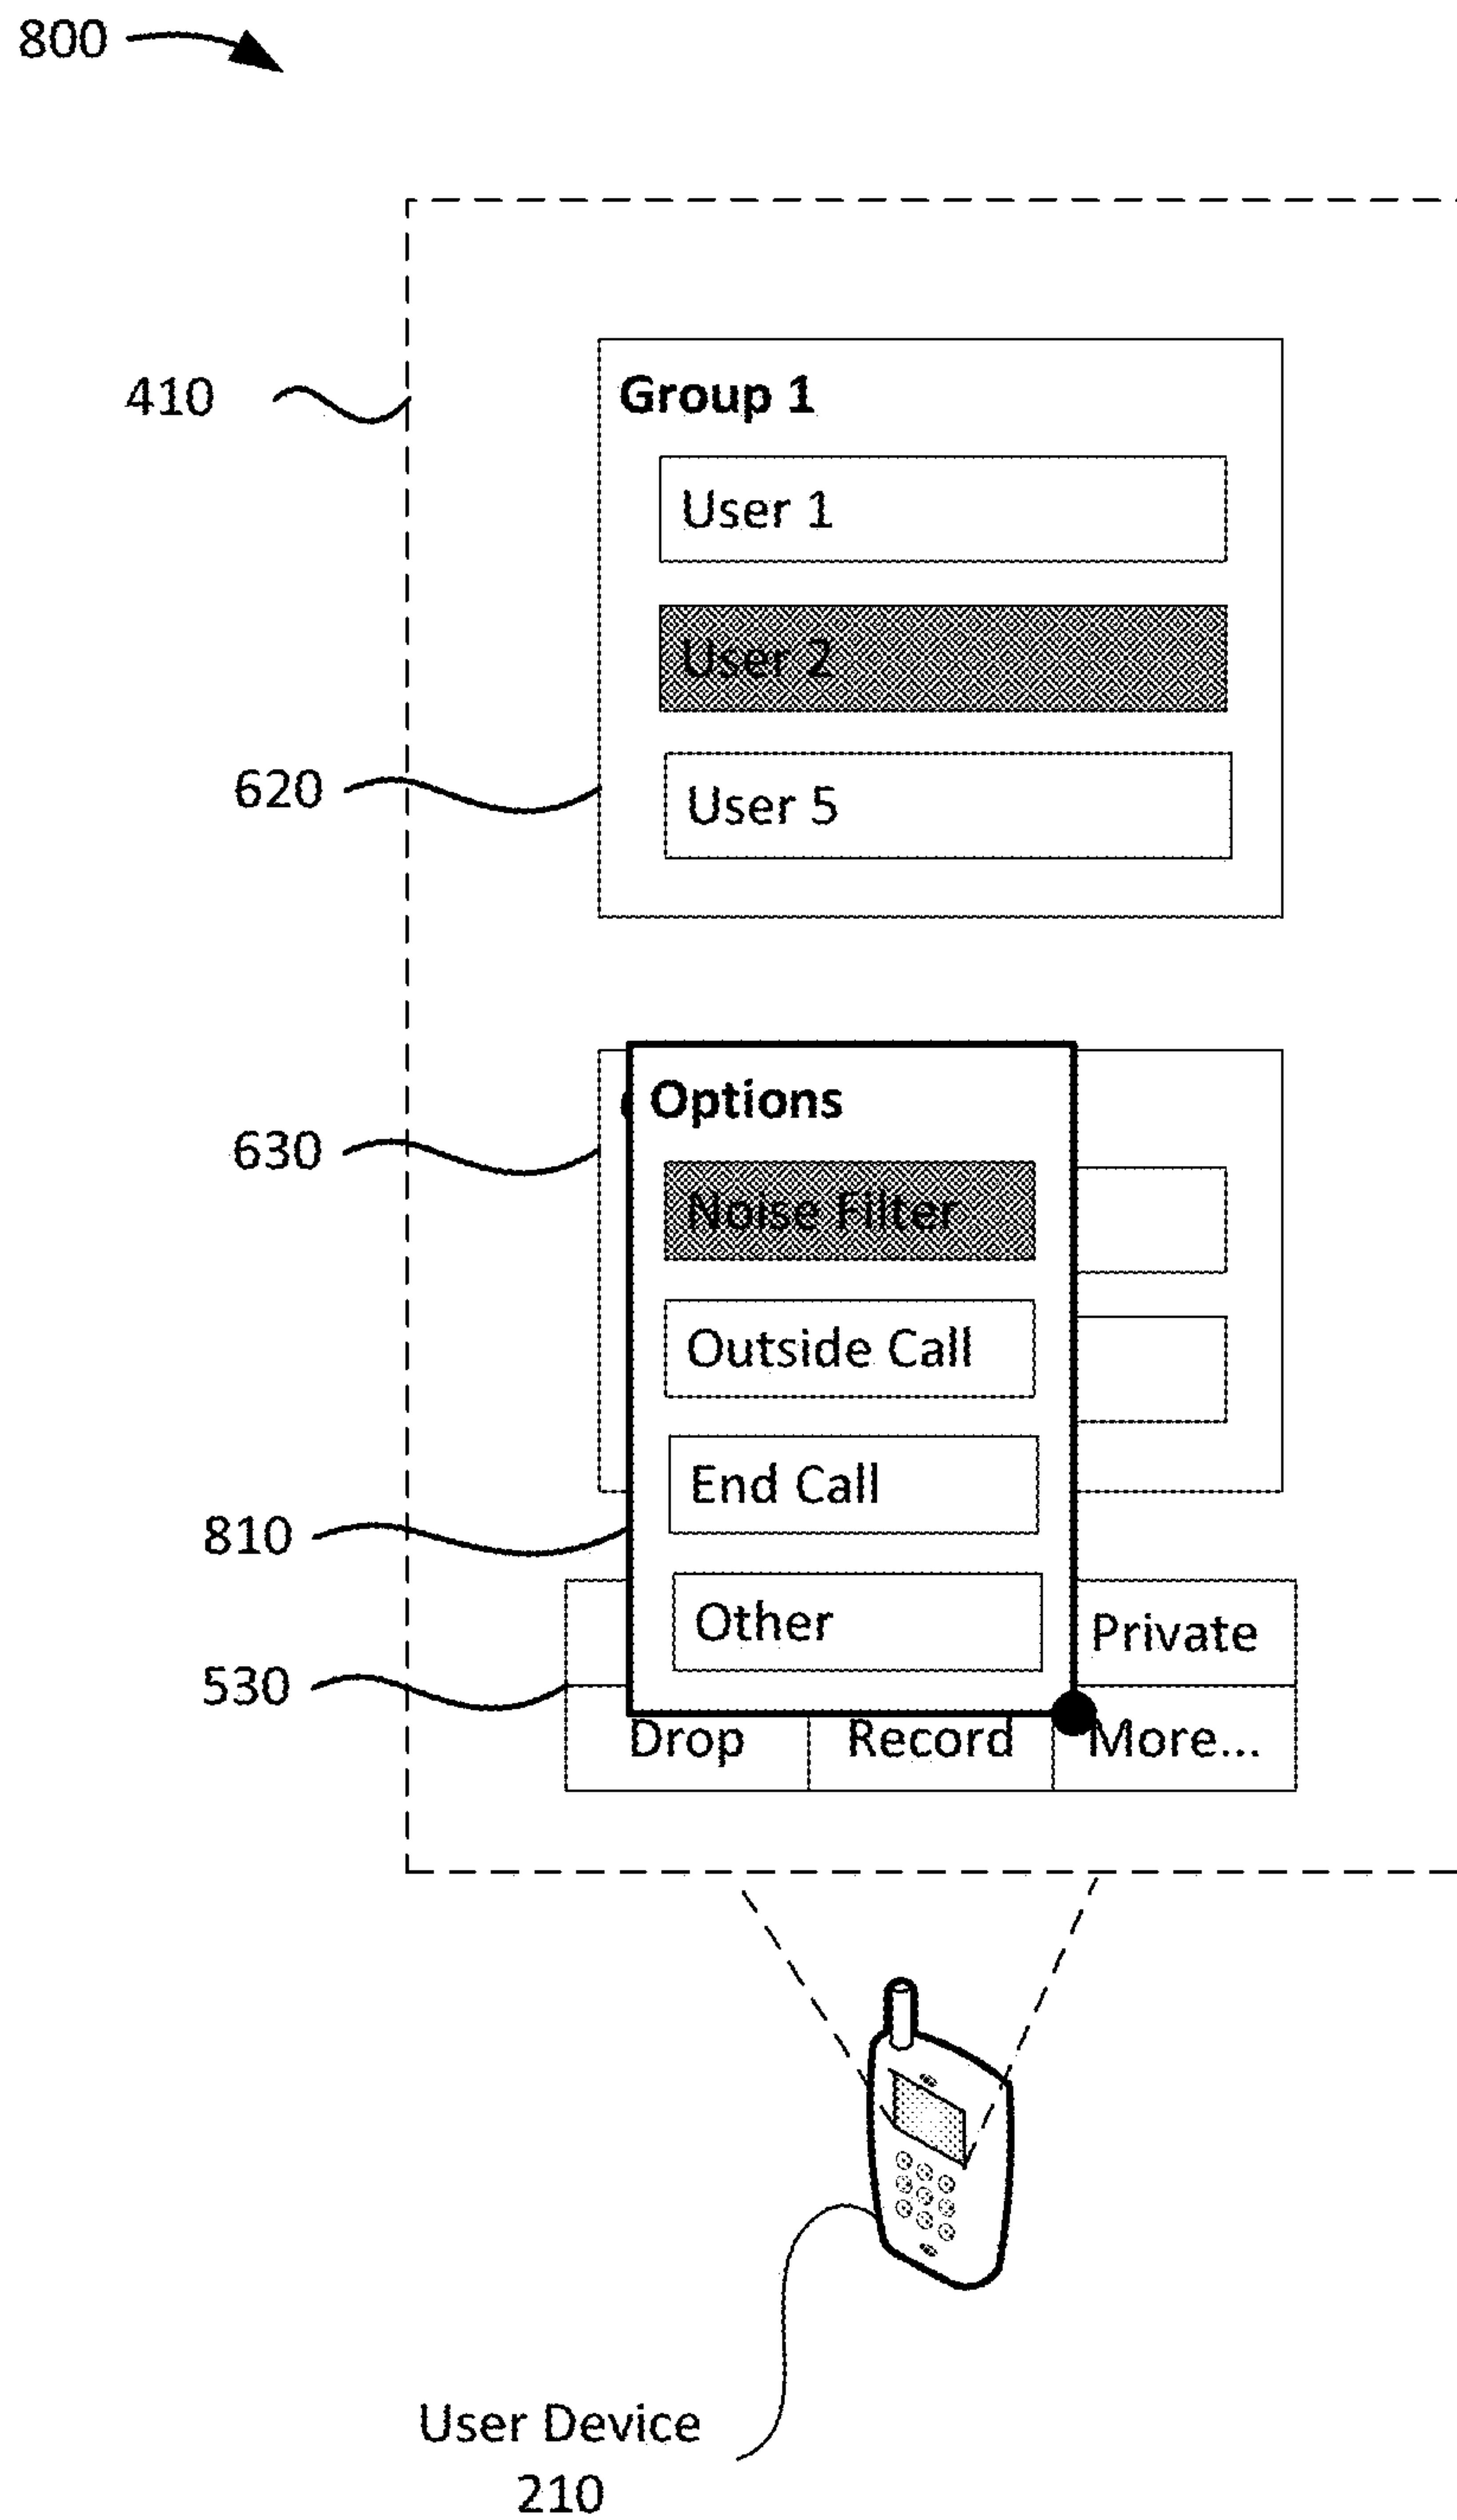 800
410
Group 1
User 1
User 2
620
User 5
Options
630
Noise Filter
Outside Call
End Call
810
Other
Private
530
Drop Record More...
User Device
210